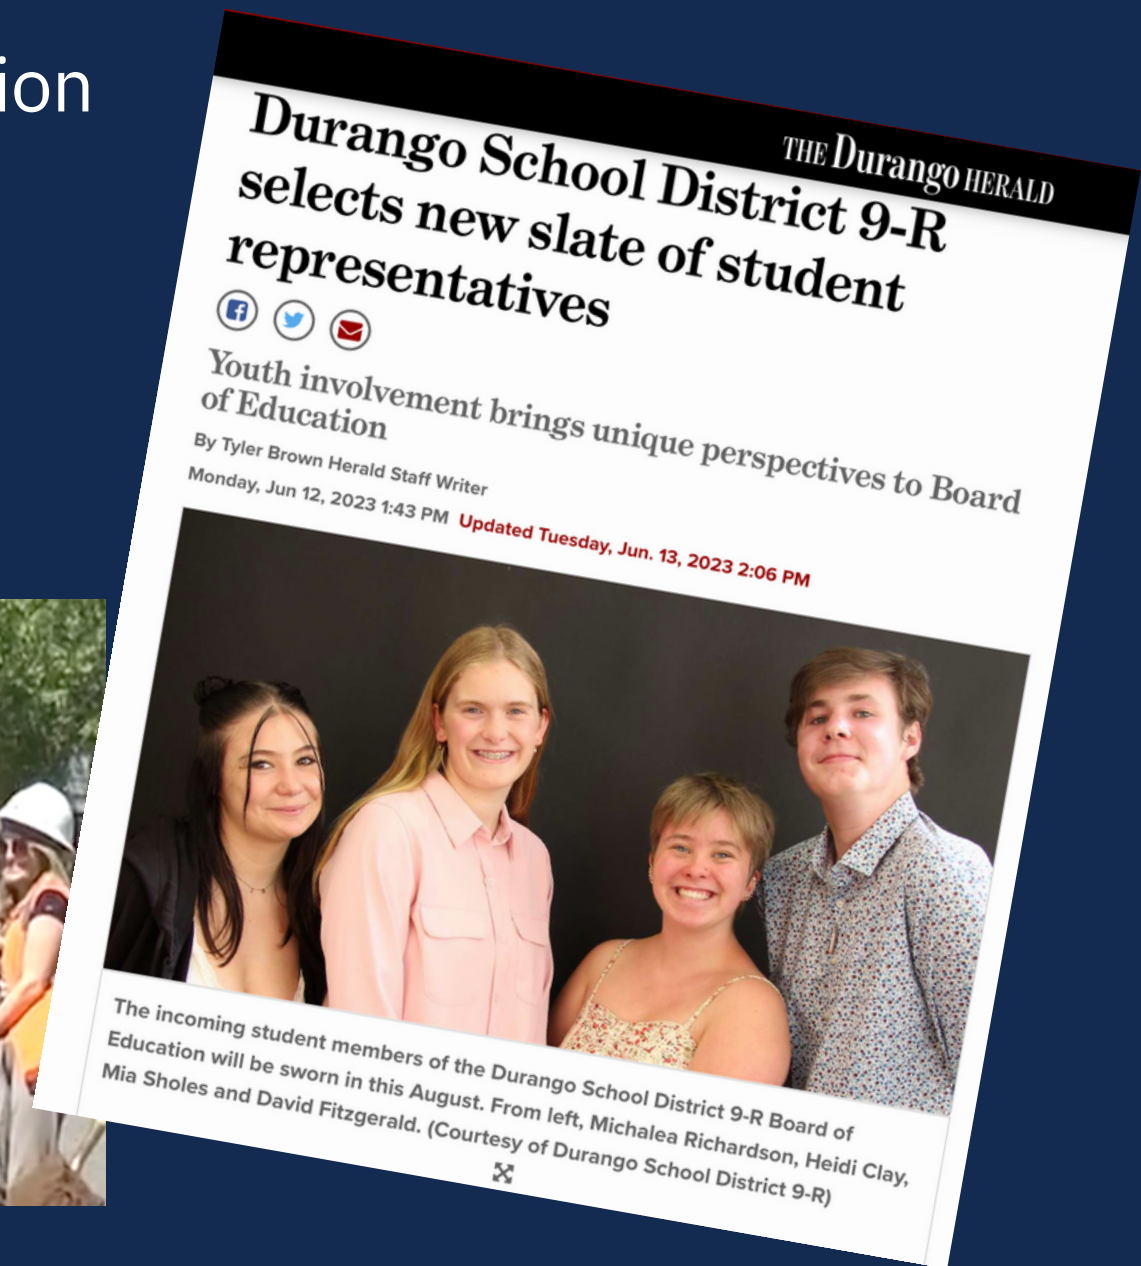 ion
THE Durango HERALD
Durango School District 9-R
selects new slate of student
representatives
Youth involvement brings unique perspectives to Board
of Education
By Tyler Brown Herald Staff Writer
Monday, Jun 12, 2023 1:43 PM Updated Tuesday, Jun. 13, 2023 2:06 PM
The incoming student members of the Durango School District 9-R Board of
Education will be sworn in this August. From left, Michalea Richardson, Heidi Clay,
Mia Sholes and David Fitzgerald. (Courtesy of Durango School District 9-R)